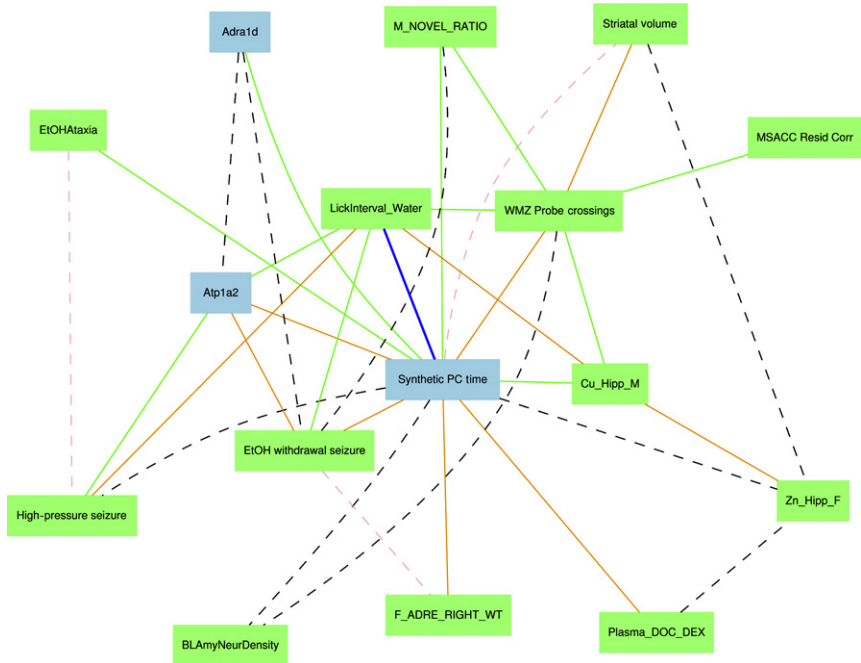 Adra1d
M_NOVEL_RATIO
Striatal volume
EtOHAtaxia
MSACC Resid Corr
LickInterval_Water
WMZ Probe crossings
Atp1a2
Synthetic PC time
Cu_Hipp_M
EtOH withdrawal seizure
High-pressure seizure
Zn_Hipp_F
F_ADRE_RIGHT_WT
Plasma_DOC_DEX
BLAmyNeurDensity